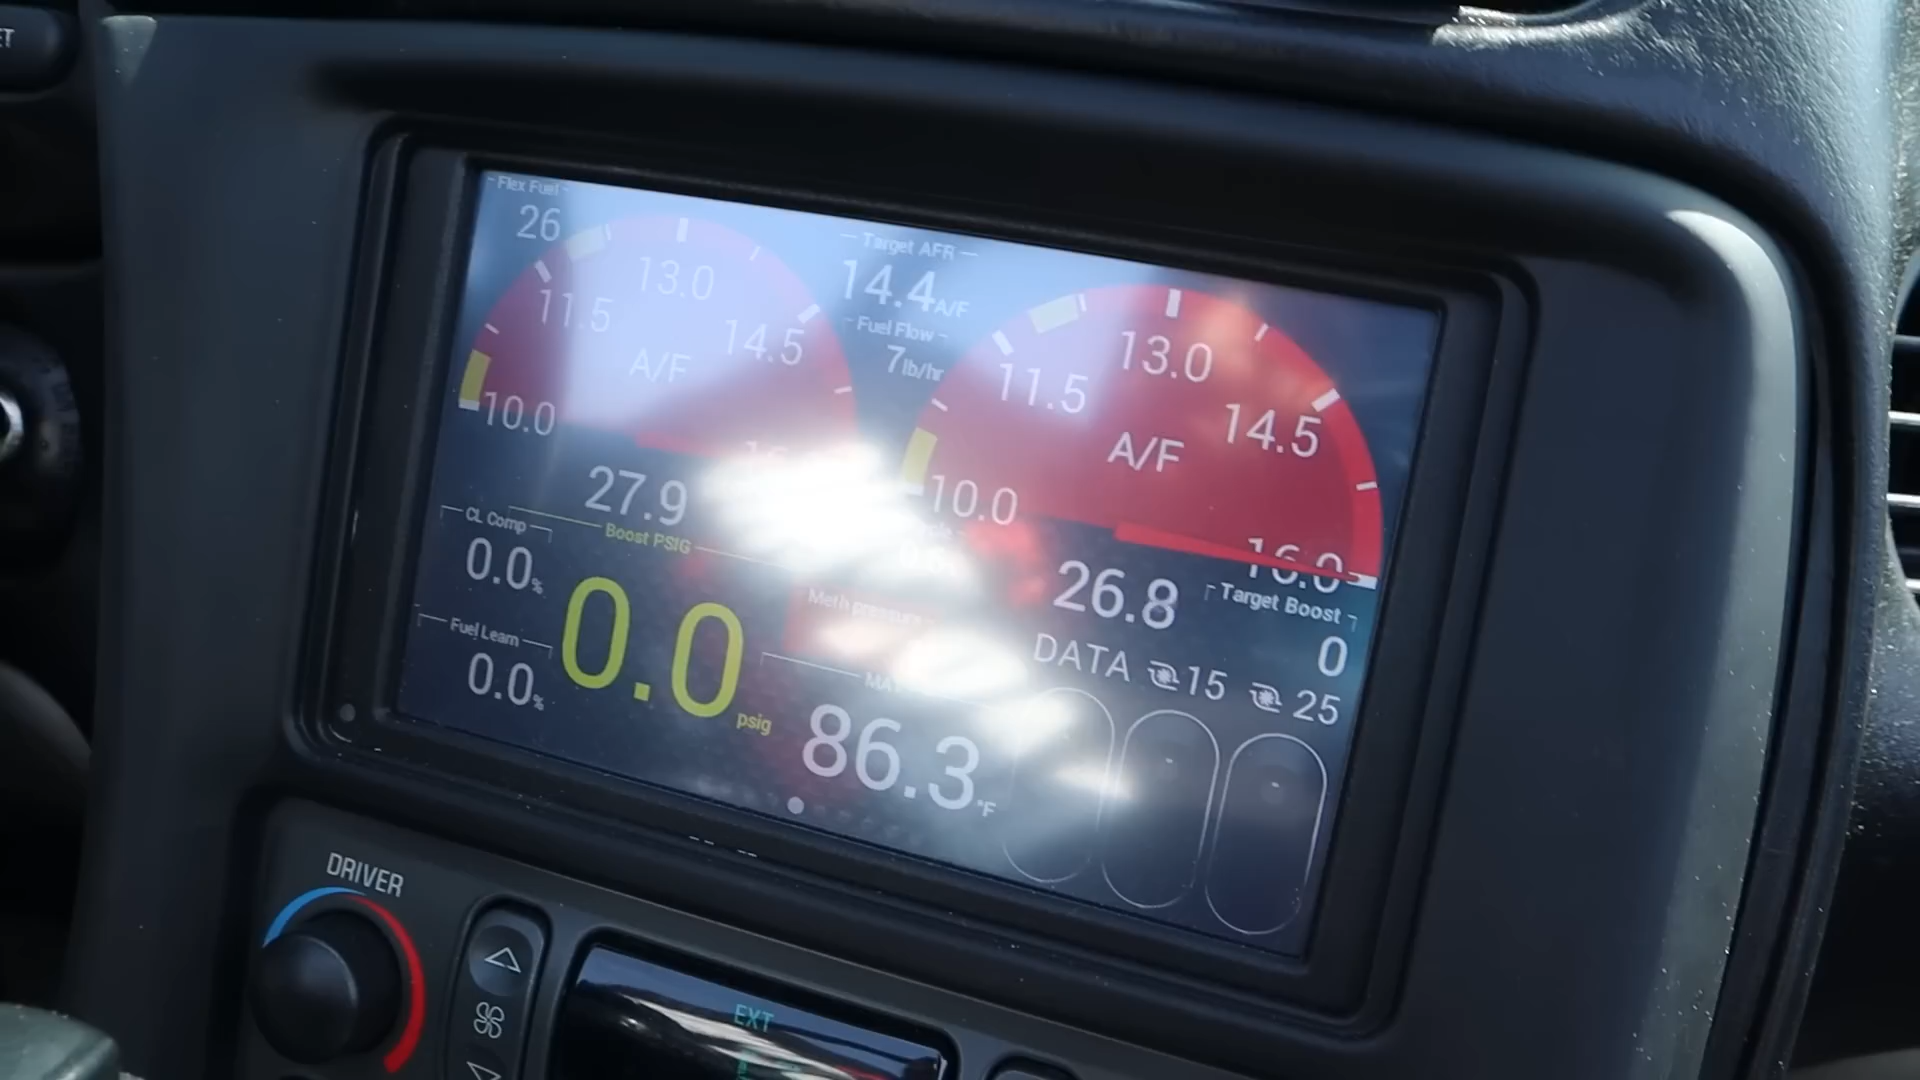 ET
Flex Fuel
26
13.0
11.5
14.5
A/F
10.0
27.9
Target AFR
14.4 A/F
Fuel Flow
7 lb/hr
13.0
11.5
14.5
A/F
10.0
16.0
26.8
CL Comp
0.0 %
Boost PSIG
0.0 psig
Fuel Learn
0.0 %
Meth pressure
86.3 °F
Target Boost
0
DATA 15 25
DRIVER
EXT